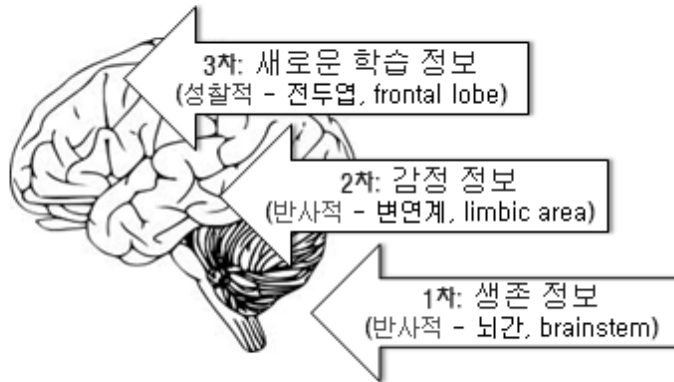 3차: 새로운 학습 정보
(성찰적 - 전두엽, frontal lobe)
2차: 감정 정보
(반사적 - 변연계, limbic area)
1차: 생존 정보
(반사적 - 뇌간, brainstem)